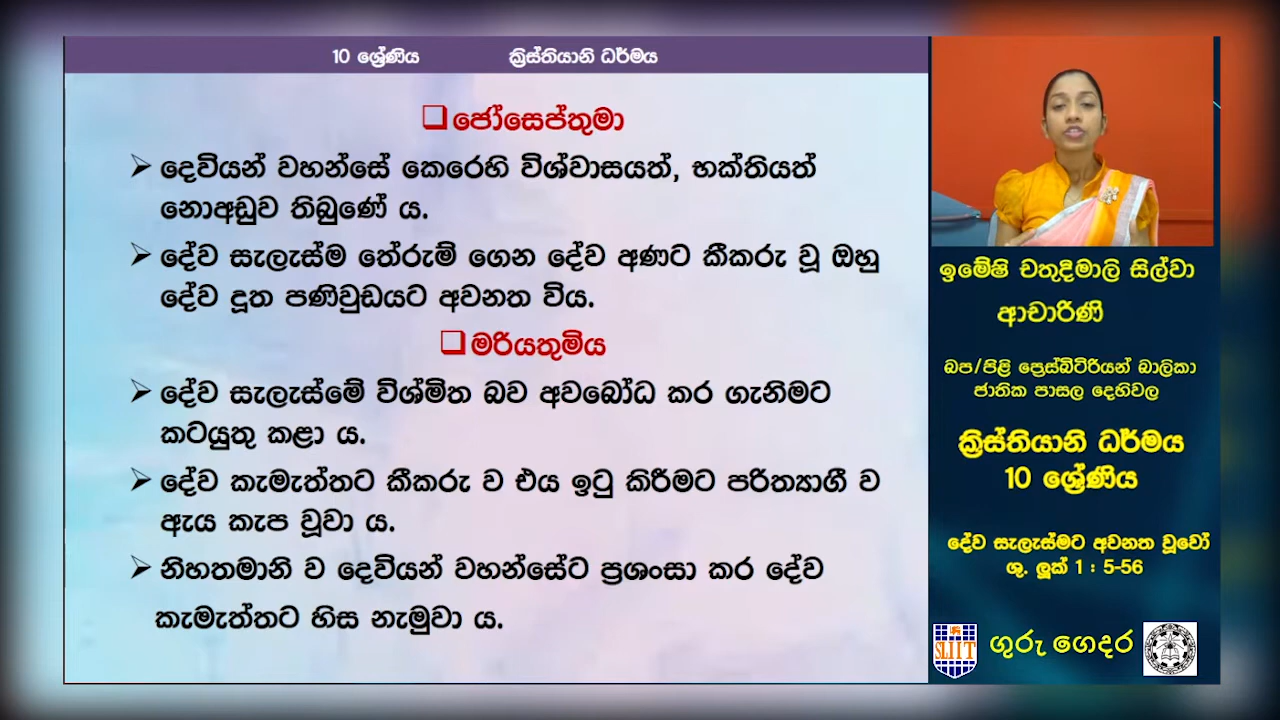 10 ශ්‍රේණිය ක්‍රිස්තියානි ධර්මය
ජෝසෙප්තුමා
දෙවියන් වහන්සේ කෙරෙහි විශ්වාසයත්, භක්තියත්
නොඅඩුව තිබුණේ ය.
දේව සැලැස්ම තේරුම් ගෙන දේව අණට කීකරු වූ ඔහු
දේව දූත පණිවුඩයට අවනත විය.
මරියතුමිය
දේව සැලැස්මේ විශ්මිත බව අවබෝධ කර ගැනිමට
කටයුතු කළා ය.
දේව කැමැත්තට කීකරු ව එය ඉටු කිරීමට පරිත්‍යාගී ව
ඇය කැප වූවා ය.
නිහතමානි ව දෙවියන් වහන්සේට ප්‍රශංසා කර දේව
කැමැත්තට හිස නැමුවා ය.
ඉමේෂි චතුදිමාලි සිල්වා
ආචාරිණි
ඛප/පිළි ප්‍රෙස්බිටිරියන් බාලිකා
ජාතික පාසල දෙහිවල
ක්‍රිස්තියානි ධර්මය
10 ශ්‍රේණිය
දේව සැලැස්මට අවනත වූවෝ
ශු. ලූක් 1 : 5-56
SLIIT ගුරු ගෙදර